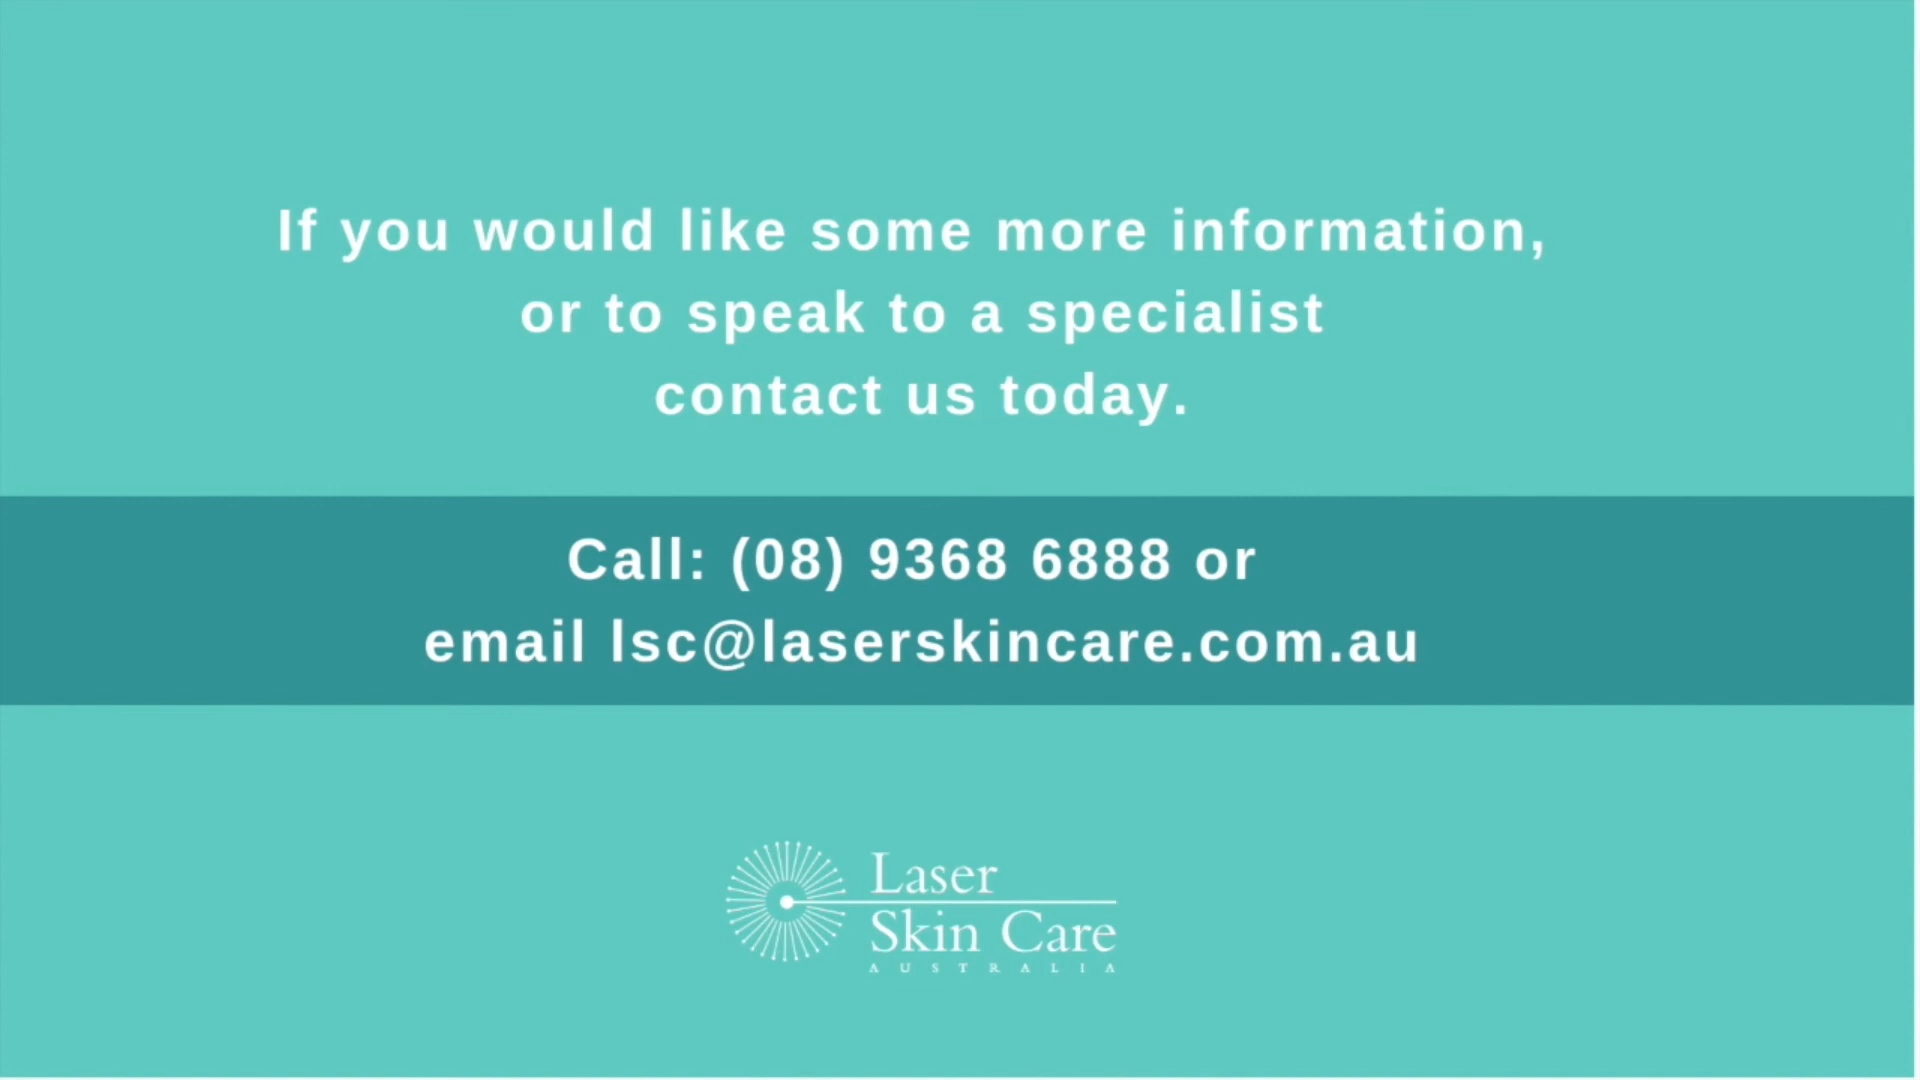 If you would like some more information,
or to speak to a specialist
contact us today.
Call: (08) 9368 6888 or
email lsc@laserskincare.com.au
Laser
Skin Care
AUSTRALIA